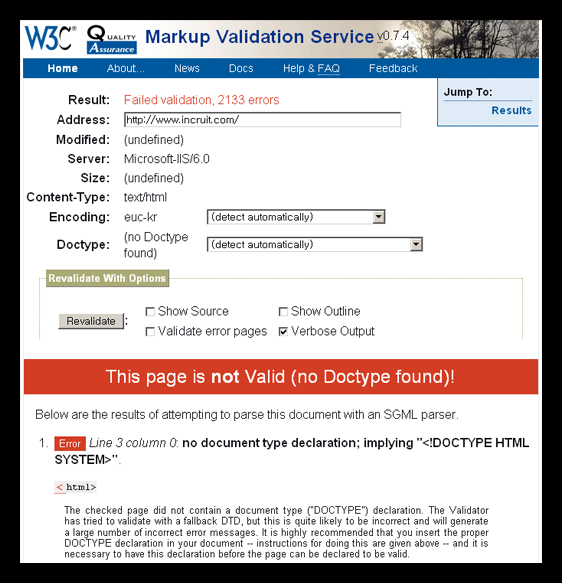 W3C® QUALITY Assurance Markup Validation Service v0.7.4
Home About... News Docs Help & FAQ Feedback
Jump To:
Results
Result: Failed validation, 2133 errors
Address: http://www.incruit.com/
Modified: (undefined)
Server: Microsoft-IIS/6.0
Size: (undefined)
Content-Type: text/html
Encoding: euc-kr (detect automatically)
Doctype: (no Doctype found) (detect automatically)
Revalidate With Options
Revalidate : Show Source Show Outline
Validate error pages Verbose Output
This page is not Valid (no Doctype found)!
Below are the results of attempting to parse this document with an SGML parser.
1. Error Line 3 column 0: no document type declaration; implying "<!DOCTYPE HTML
SYSTEM>".
< html>
The checked page did not contain a document type ("DOCTYPE") declaration. The Validator
has tried to validate with a fallback DTD, but this is quite likely to be incorrect and will generate
a large number of incorrect error messages. It is highly recommended that you insert the proper
DOCTYPE declaration in your document -- instructions for doing this are given above -- and it is
necessary to have this declaration before the page can be declared to be valid.